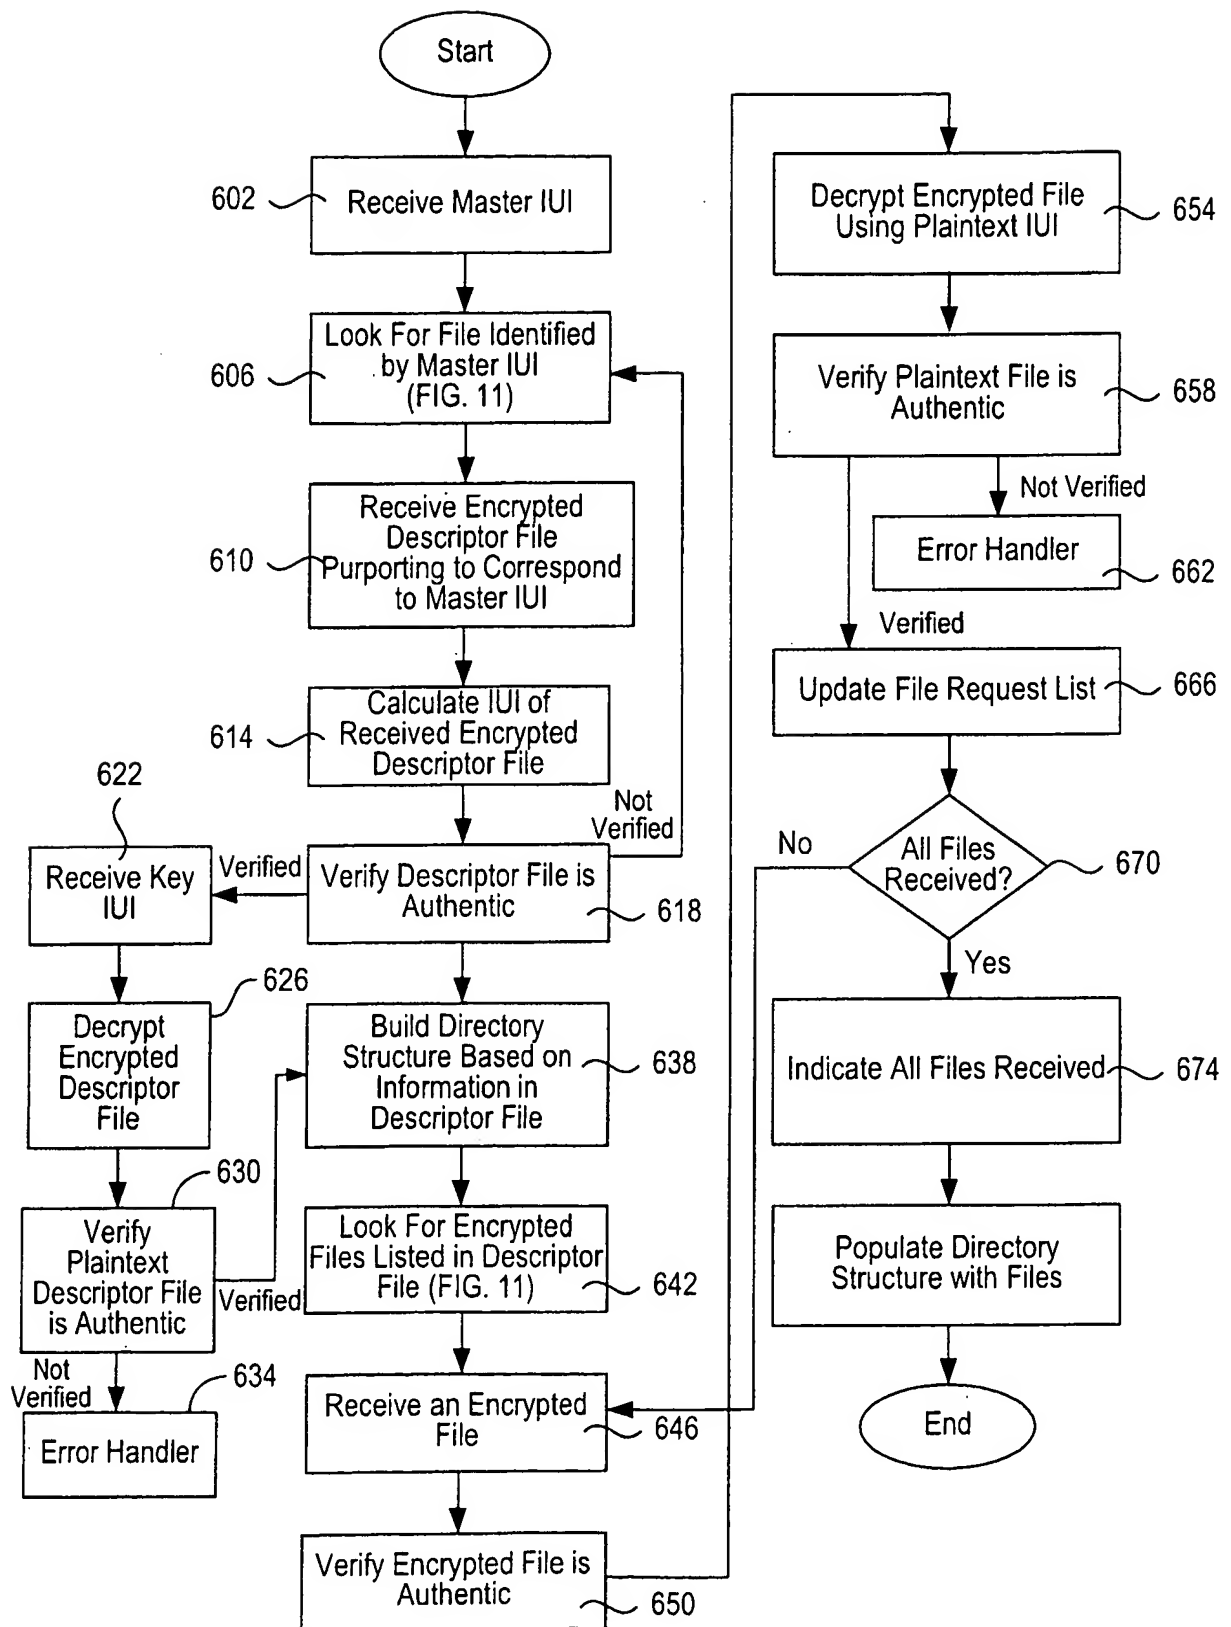 Start
602
Receive Master IUI
606
Look For File Identified
by Master IUI
(FIG. 11)
610
Receive Encrypted
Descriptor File
Purporting to Correspond
to Master IUI
614
Calculate IUI of
Received Encrypted
Descriptor File
Not
Verified
622
Verified
Receive Key
IUI
Verify Descriptor File is
Authentic
618
626
Decrypt
Encrypted
Descriptor
File
Build Directory
Structure Based on
Information in
Descriptor File
638
630
Verify
Plaintext
Descriptor File
is Authentic
Verified
Look For Encrypted
Files Listed in Descriptor
File (FIG. 11)
642
Not
Verified
634
Error Handler
Receive an Encrypted
File
646
Verify Encrypted File is
Authentic
650
Decrypt Encrypted File
Using Plaintext IUI
654
Verify Plaintext File is
Authentic
658
Not Verified
Error Handler
662
Verified
Update File Request List
666
No
All Files
Received?
670
Yes
Indicate All Files Received
674
Populate Directory
Structure with Files
End